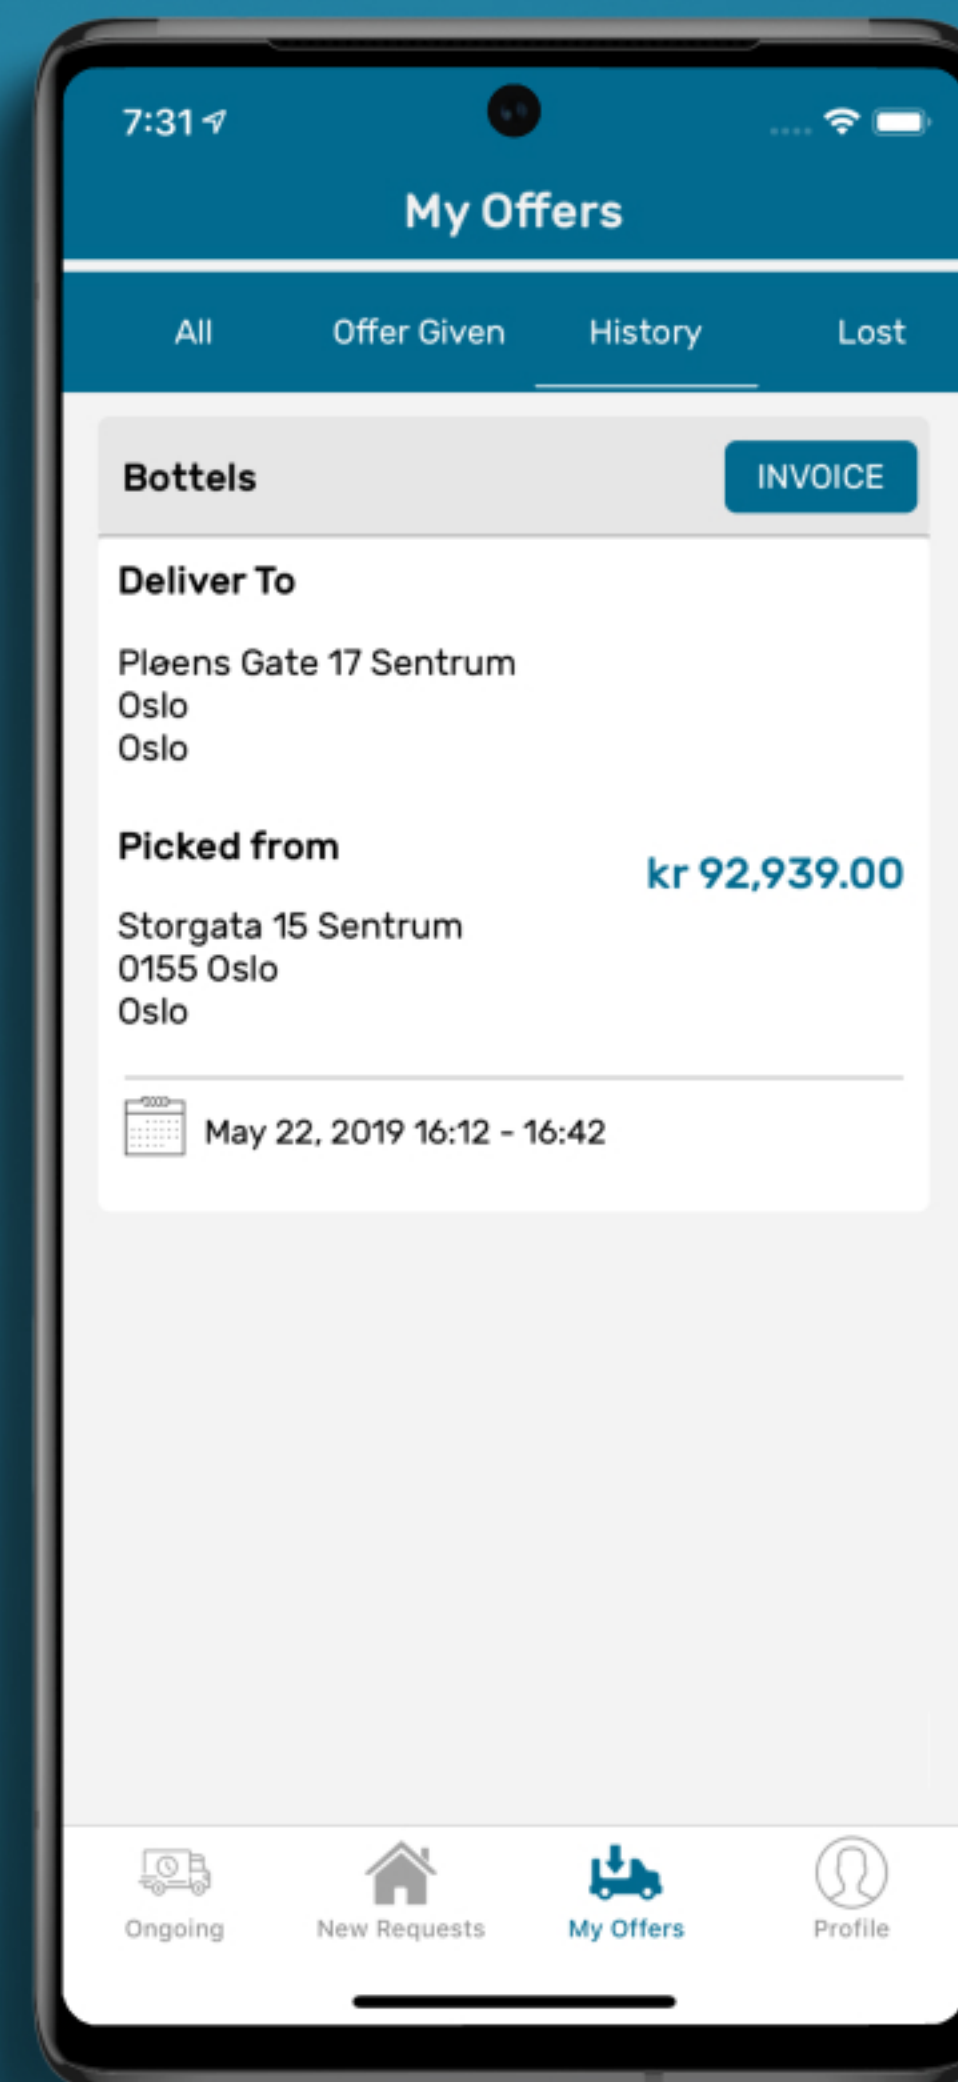 7:31
My Offers
All Offer Given History Lost
Bottels INVOICE
Deliver To
Pløens Gate 17 Sentrum
Oslo
Oslo
Picked from
kr 92,939.00
Storgata 15 Sentrum
0155 Oslo
Oslo
May 22, 2019 16:12 - 16:42
Ongoing New Requests My Offers Profile